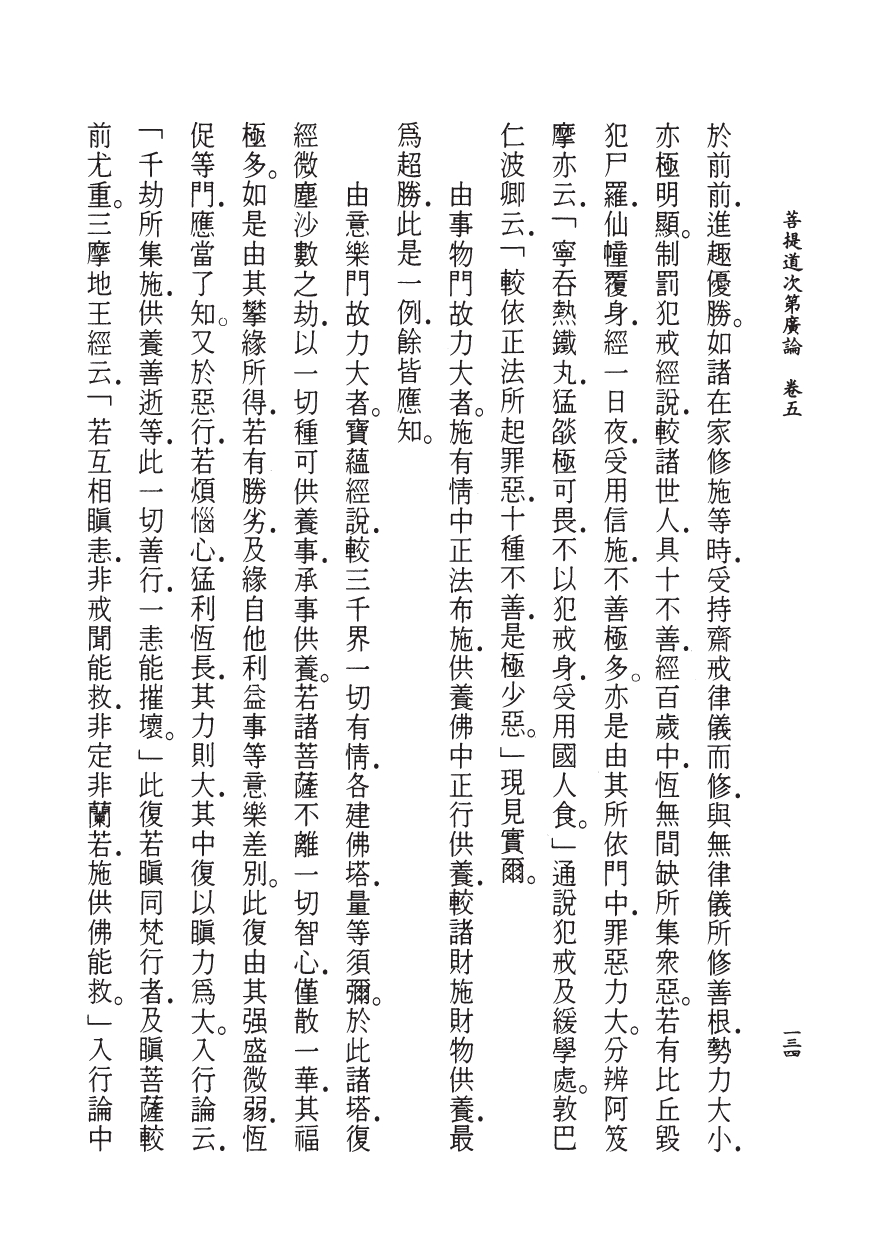 菩提道次第廣論　卷五
一三四
於前前．進趣優勝。如諸在家修施等時．受持齋戒律儀而修．與無律儀所修善根．勢力大小．
亦極明顯。制罰犯戒經說．較諸世人．具十不善．經百歲中．恆無間缺所集衆惡。若有比丘毀
犯尸羅．仙幢覆身．經一日夜．受用信施．不善極多。亦是由其所依門中．罪惡力大。分辨阿笈
摩亦云．「寧吞熱鐵丸．猛燄極可畏．不以犯戒身．受用國人食。」通說犯戒及緩學處。敦巴
仁波卿云．「較依正法所起罪惡．十種不善．是極少惡。」現見實爾。
由事物門故力大者。施有情中正法布施．供養佛中正行供養．較諸財施財物供養．最
爲超勝．此是一例．餘皆應知。
由意樂門故力大者。寶蘊經說．較三千界一切有情．各建佛塔．量等須彌。於此諸塔．復
經微塵沙數之劫．以一切種可供養事．承事供養。若諸菩薩不離一切智心．僅散一華．其福
極多。如是由其攀緣所得．若有勝劣．及緣自他利益事等意樂差別。此復由其强盛微弱．恆
促等門．應當了知。又於惡行．若煩惱心．猛利恆長．其力則大．其中復以瞋力爲大。入行論云．
「千劫所集施．供養善逝等．此一切善行．一恚能摧壞。」此復若瞋同梵行者．及瞋菩薩較
前尤重。三摩地王經云．「若互相瞋恚．非戒聞能救．非定非蘭若．施供佛能救。」入行論中